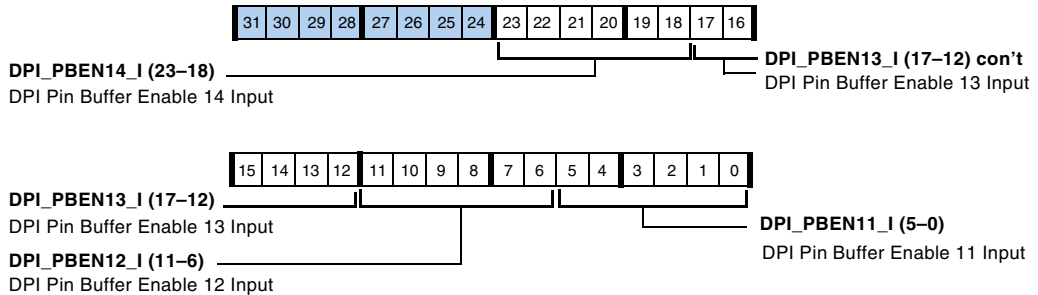 31 30 29 28 27 26 25 24 23 22 21 20 19 18 17 16
DPI_PBEN14_I (23–18)
DPI Pin Buffer Enable 14 Input
DPI_PBEN13_I (17–12) con't
DPI Pin Buffer Enable 13 Input
15 14 13 12 11 10 9 8 7 6 5 4 3 2 1 0
DPI_PBEN13_I (17–12)
DPI Pin Buffer Enable 13 Input
DPI_PBEN12_I (11–6)
DPI Pin Buffer Enable 12 Input
DPI_PBEN11_I (5–0)
DPI Pin Buffer Enable 11 Input